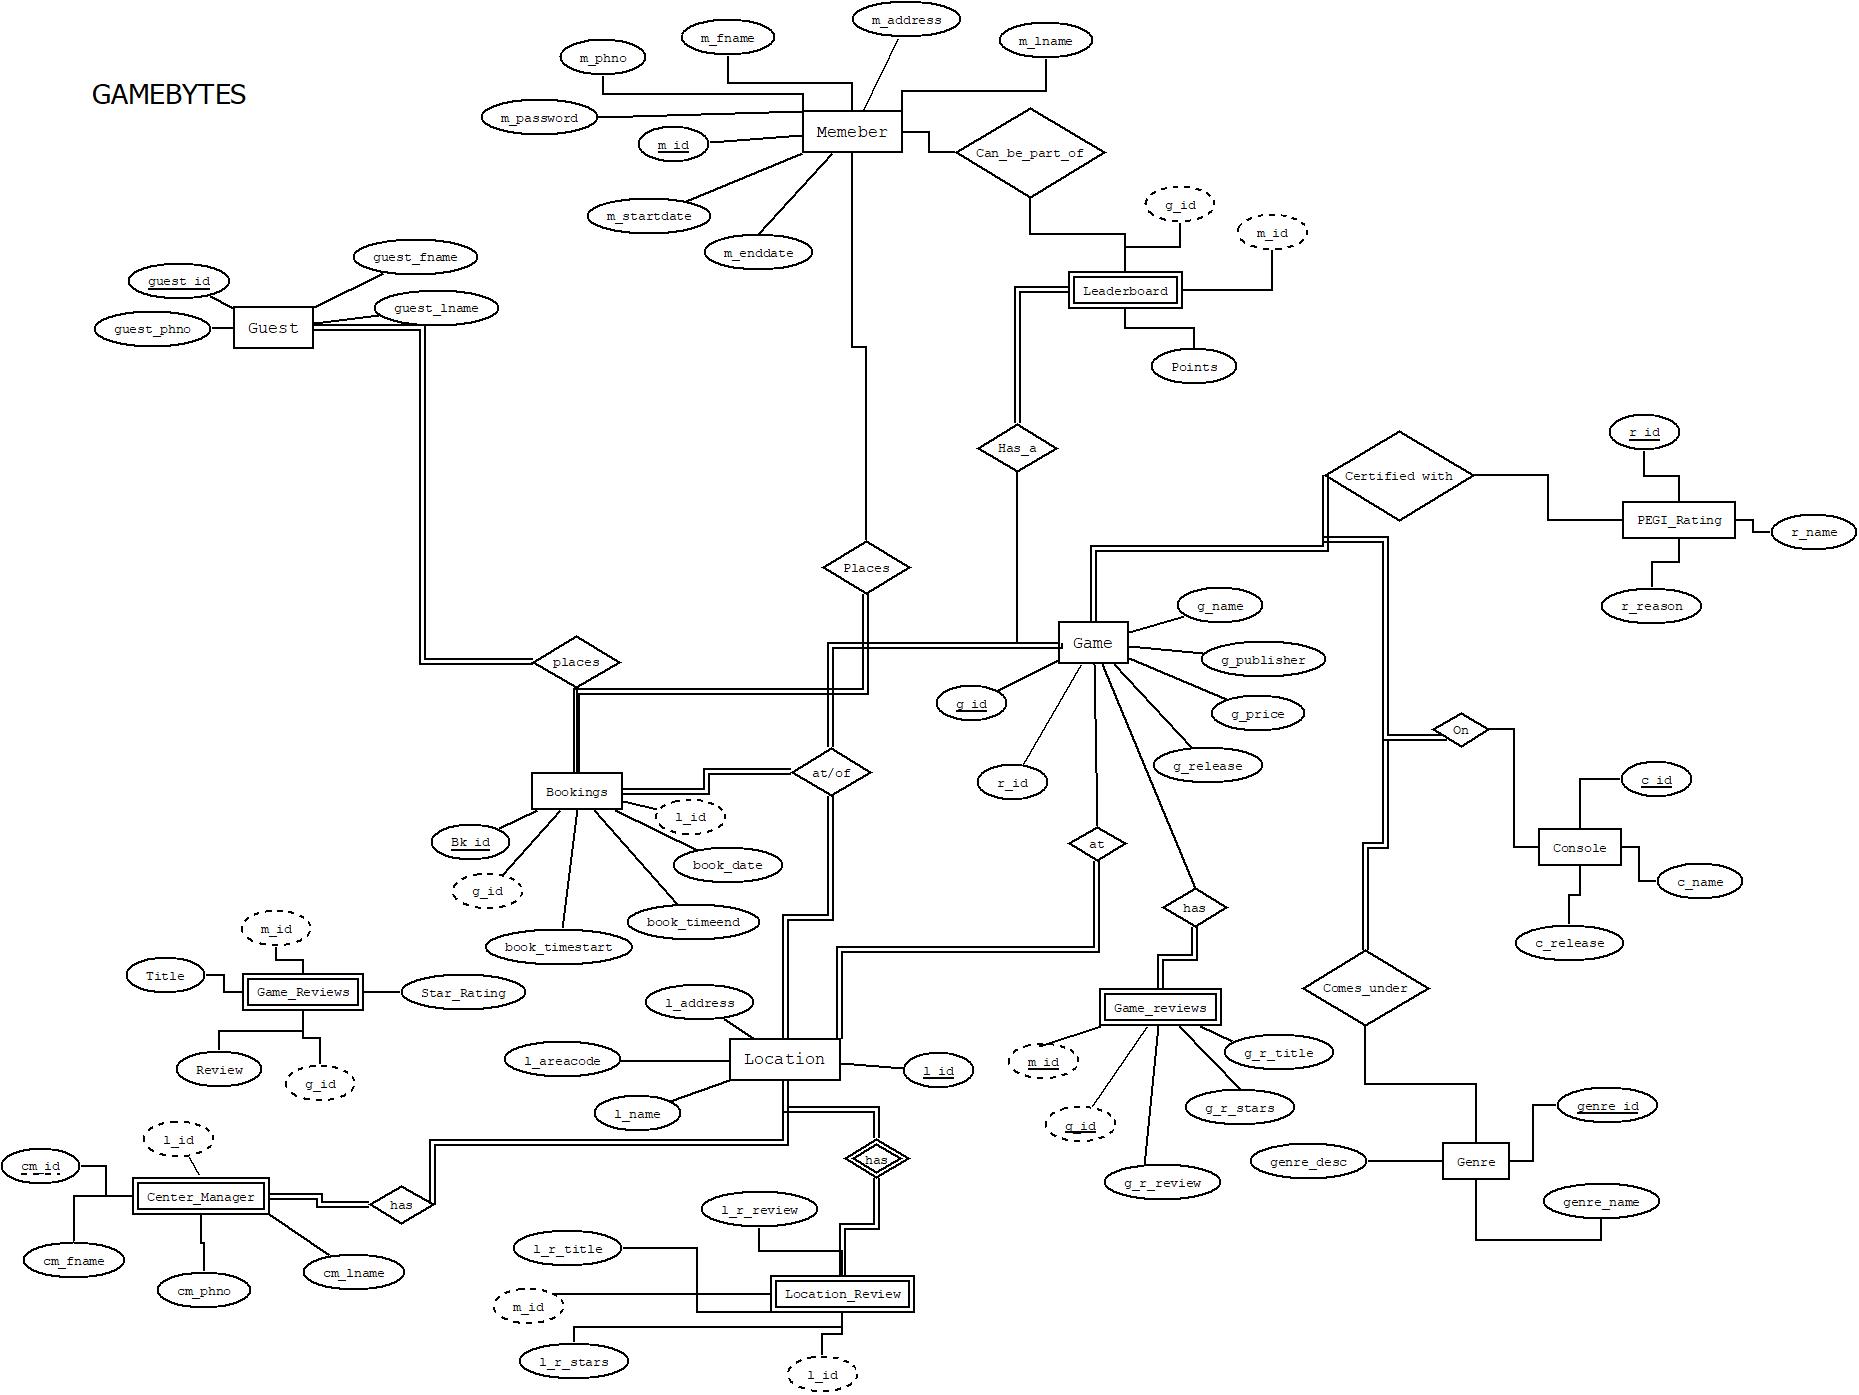 m_address
m_fname
m_lname
m_phno
GAMEBYTES
m_password
Memeber
m_id
Can_be_part_of
g_id
m_startdate
m_id
m_enddate
guest_fname
guest_id
Leaderboard
guest_lname
guest_phno
Guest
Points
r_id
Has_a
Certified with
PEGI_Rating
r_name
Places
g_name
r_reason
Game
places
g_publisher
g_id
g_price
On
g_release
at/of
r_id
c_id
Bookings
l_id
Bk_id
at
Console
book_date
c_name
g_id
has
book_timeend
m_id
c_release
book_timestart
Title
Game_Reviews
Star_Rating
Comes_under
l_address
Game_reviews
l_areacode
Location
l_id
m_id
g_r_title
Review
g_id
l_name
g_r_stars
genre_id
g_id
l_id
cm_id
has
genre_desc
Genre
g_r_review
Center_Manager
has
l_r_review
genre_name
l_r_title
cm_fname
cm_lname
cm_phno
Location_Review
m_id
l_r_stars
l_id